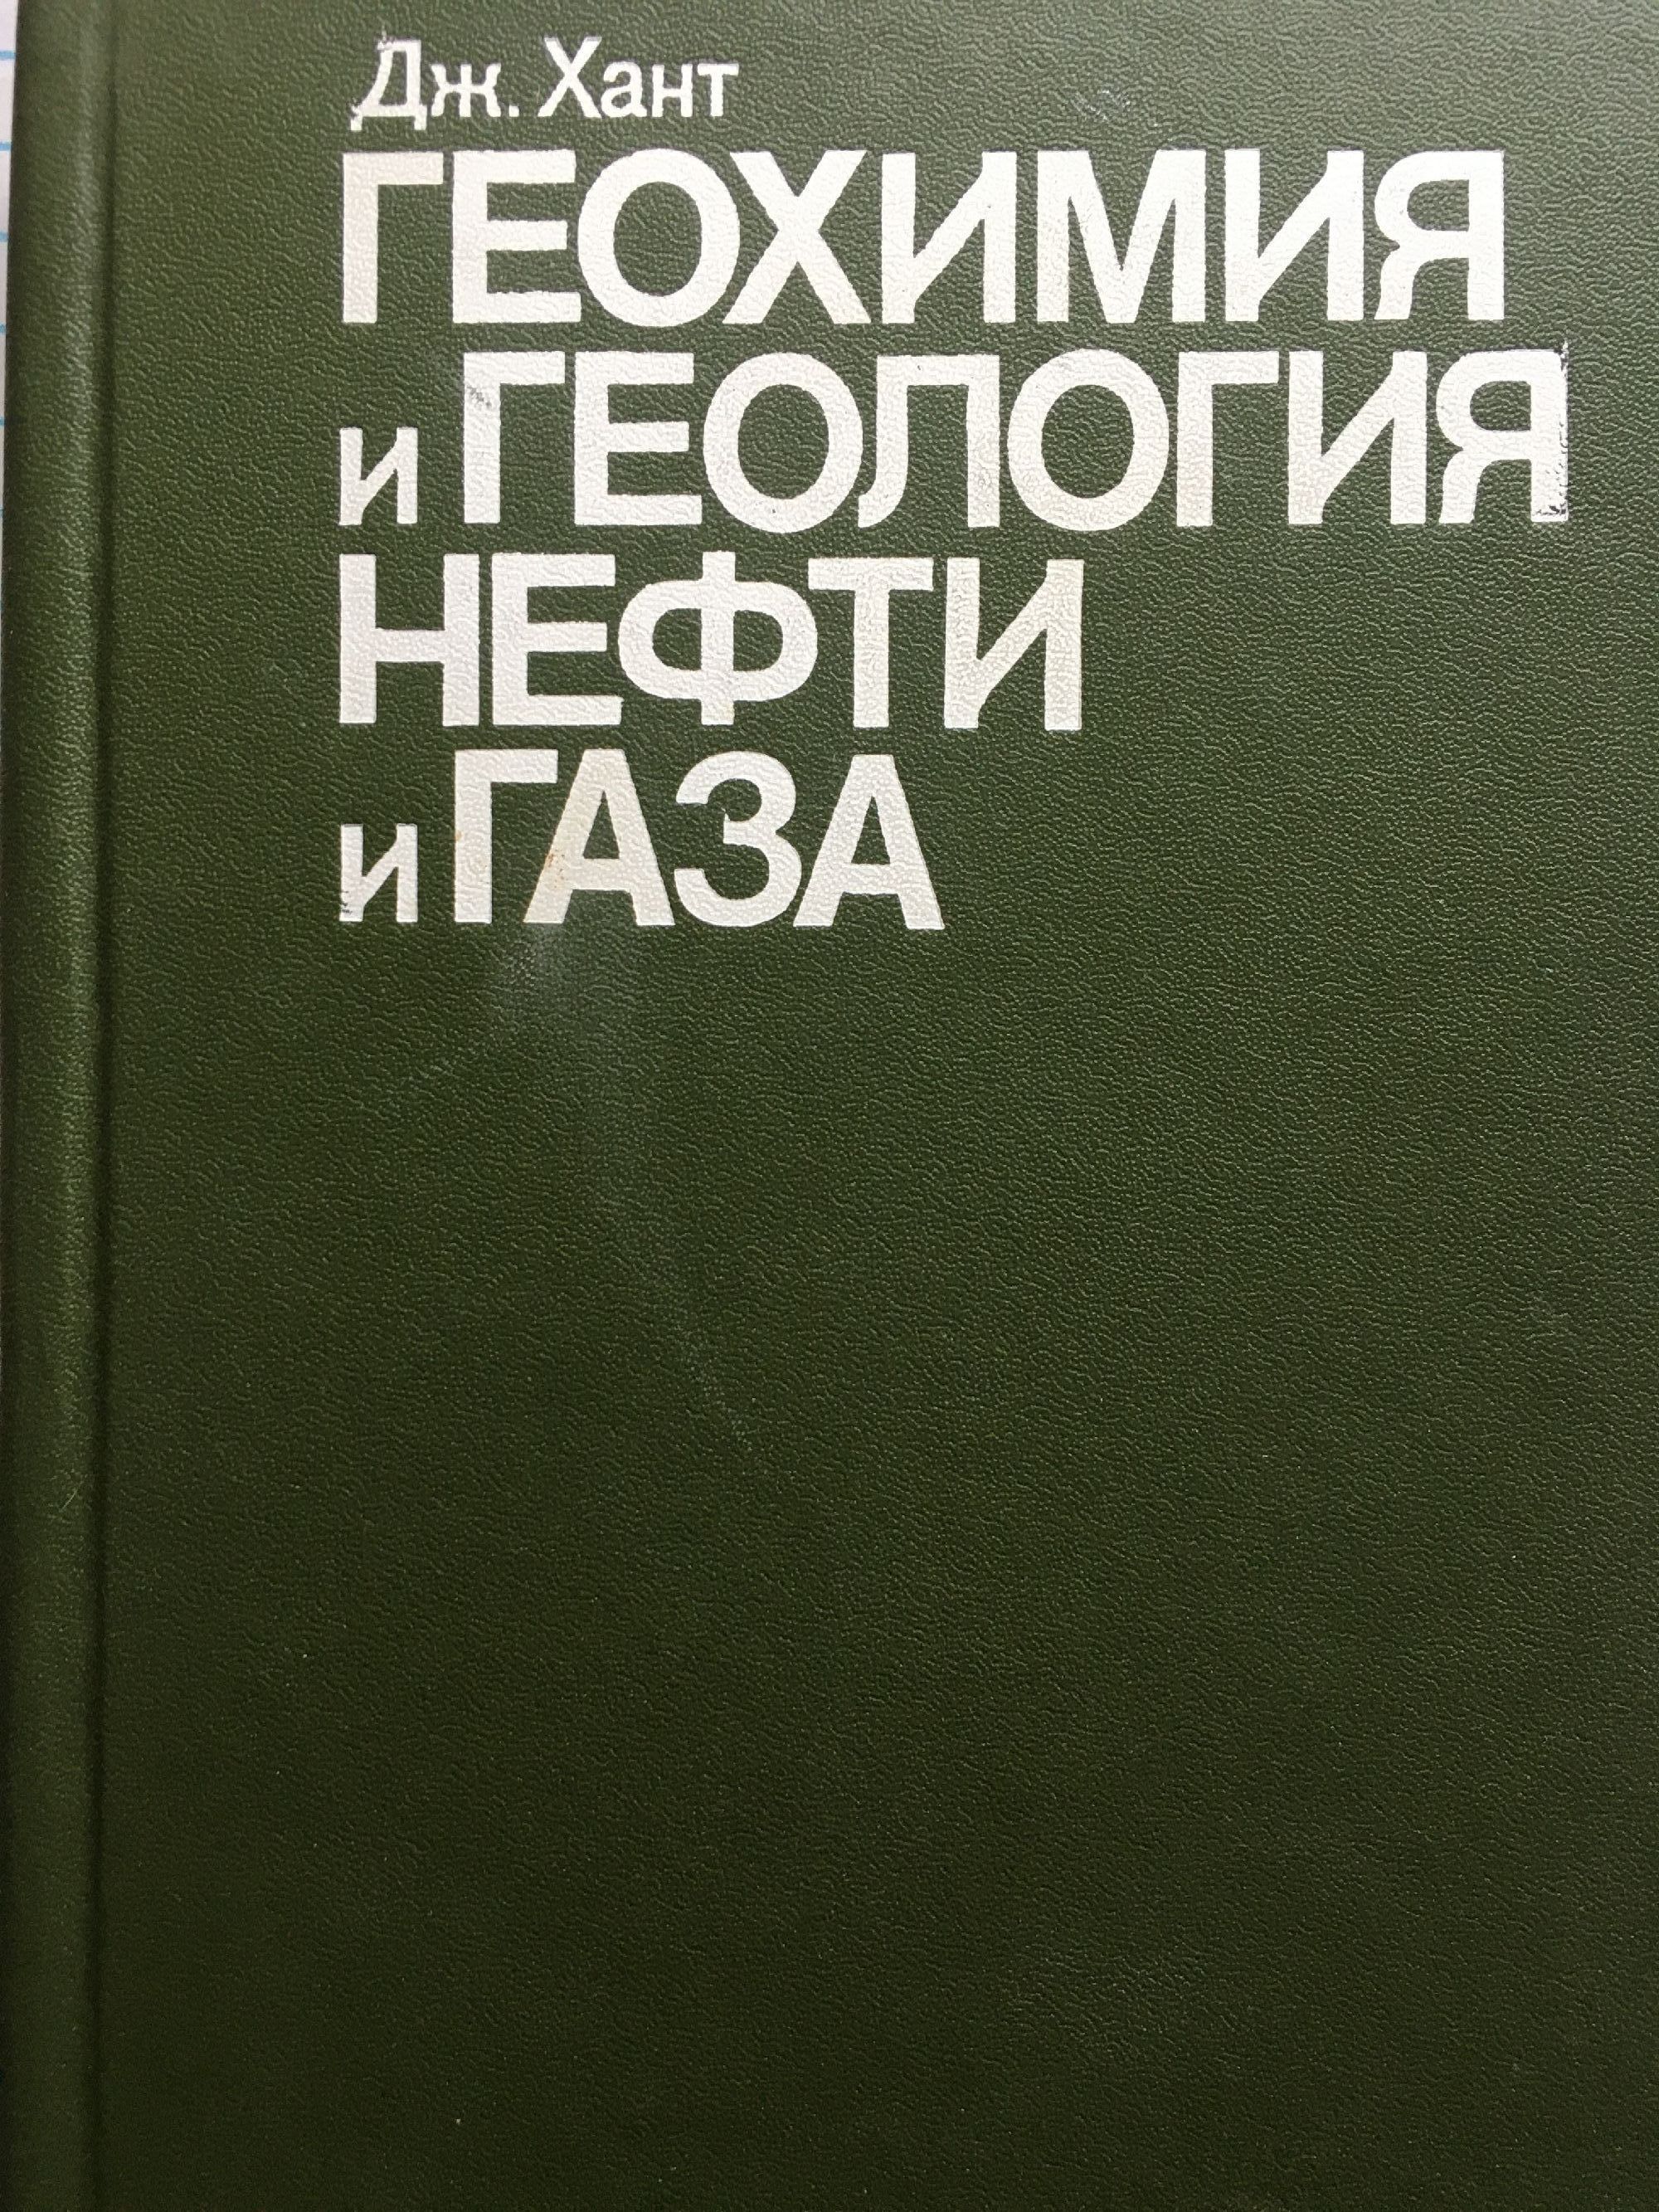 Дж. Хант
ГЕОХИМИЯ
и ГЕОЛОГИЯ
НЕФТИ
и ГАЗА